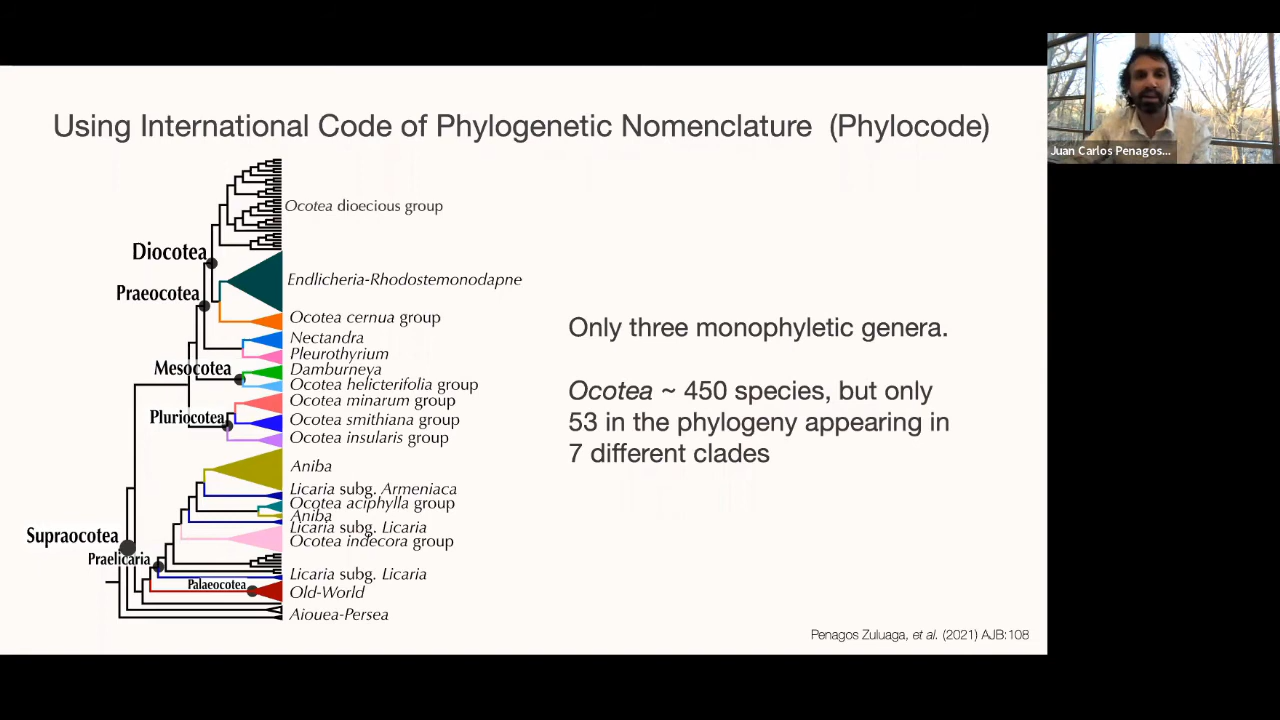 Using International Code of Phylogenetic Nomenclature (Phylocode)
Juan Carlos Penagos...
Ocotea dioecious group
Diocotea
Endlicheria-Rhodostemonodapne
Praeocotea
Ocotea cernua group
Nectandra
Pleurothyrium
Mesocotea
Damburneya
Ocotea helicterifolia group
Ocotea minarum group
Pluriocotea
Ocotea smithiana group
Ocotea insularis group
Aniba
Licaria subg. Armeniaca
Ocotea aciphylla group
Aniba
Licaria subg. Licaria
Supraocotea
Ocotea indecora group
Praelicaria
Licaria subg. Licaria
Palaeocotea
Old-World
Aiouea-Persea
Only three monophyletic genera.
Ocotea ~ 450 species, but only
53 in the phylogeny appearing in
7 different clades
Penagos Zuluaga, et al. (2021) AJB:108